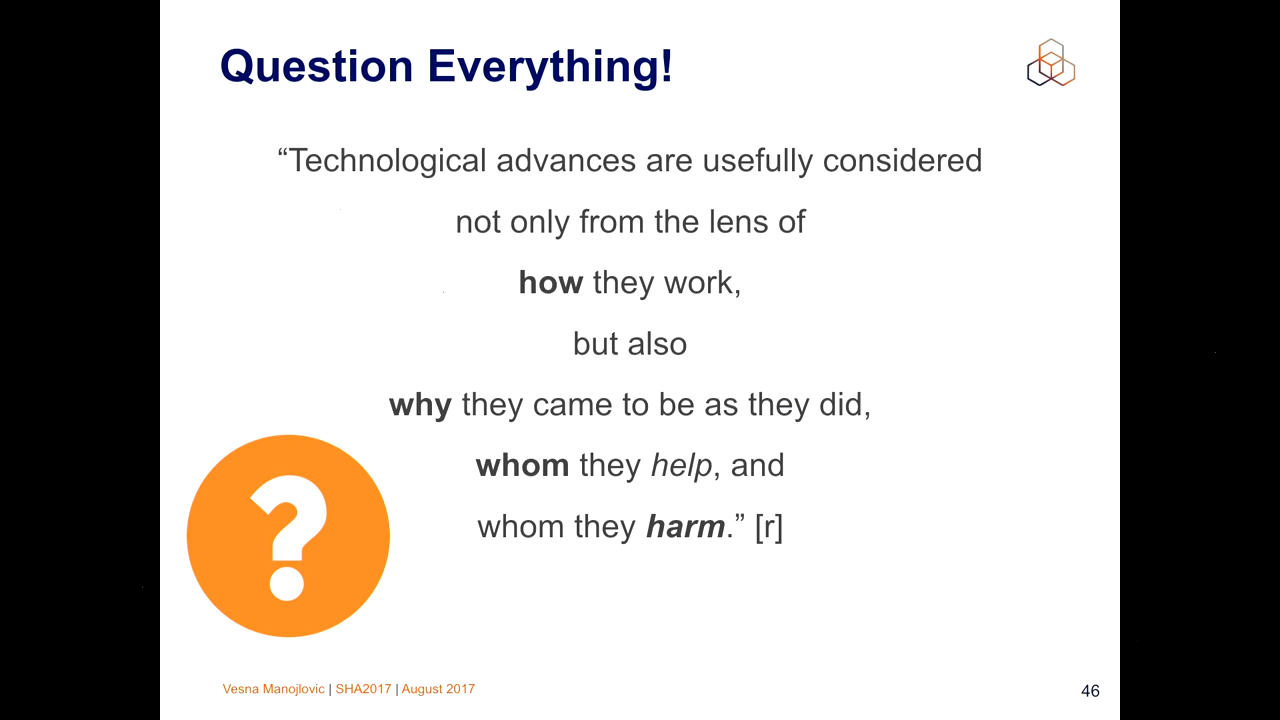 Question Everything!
“Technological advances are usefully considered
not only from the lens of
how they work,
but also
why they came to be as they did,
whom they help, and
whom they harm.” [r]
?
Vesna Manojlovic | SHA2017 | August 2017
46